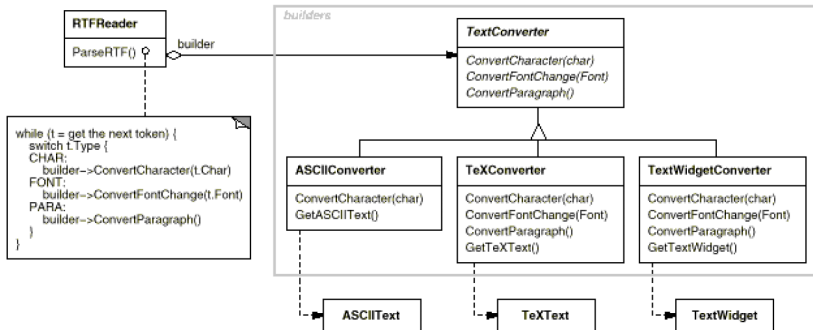 builders
RTFReader
ParseRTF()
builder
TextConverter
ConvertCharacter(char)
ConvertFontChange(Font)
ConvertParagraph()
while (t = get the next token) {
switch t.Type {
CHAR:
builder->ConvertCharacter(t.Char)
FONT:
builder->ConvertFontChange(t.Font)
PARA:
builder->ConvertParagraph()
}
}
ASCIIConverter
ConvertCharacter(char)
GetASCIIText()
TeXConverter
ConvertCharacter(char)
ConvertFontChange(Font)
ConvertParagraph()
GetTeXText()
TextWidgetConverter
ConvertCharacter(char)
ConvertFontChange(Font)
ConvertParagraph()
GetTextWidget()
ASCIIText
TeXText
TextWidget